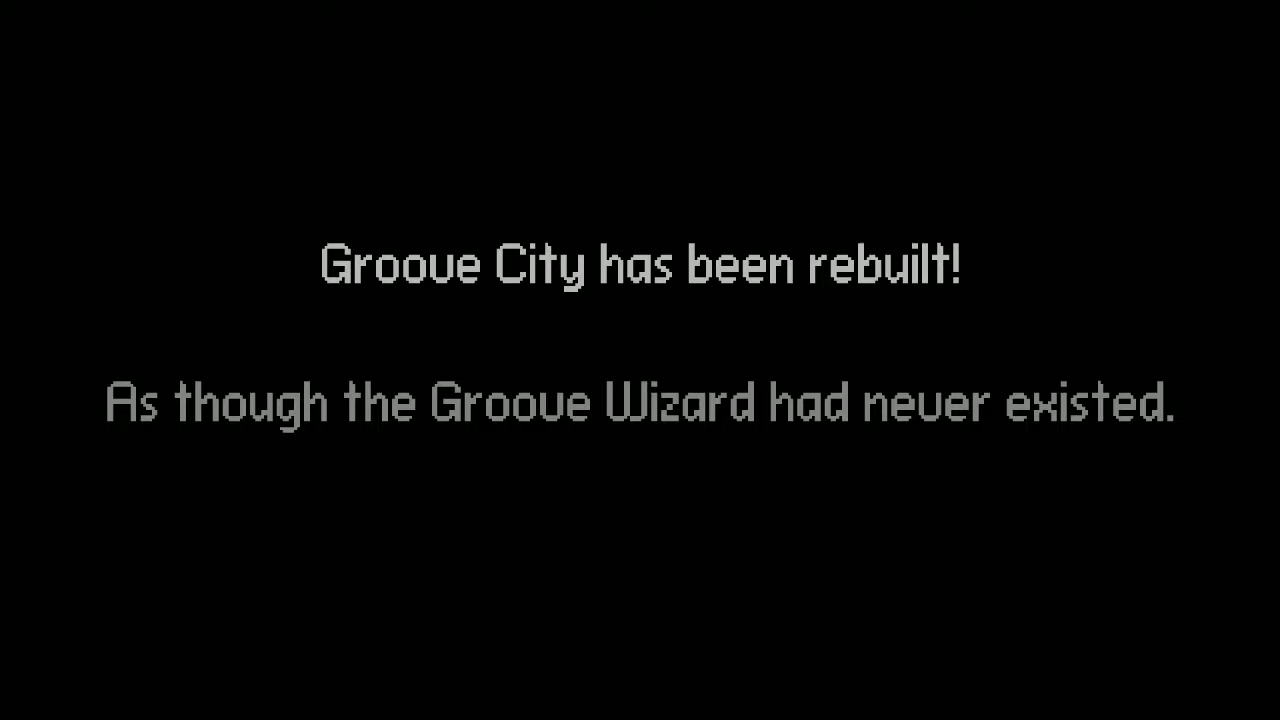 Groove City has been rebuilt!
As though the Groove Wizard had never existed.